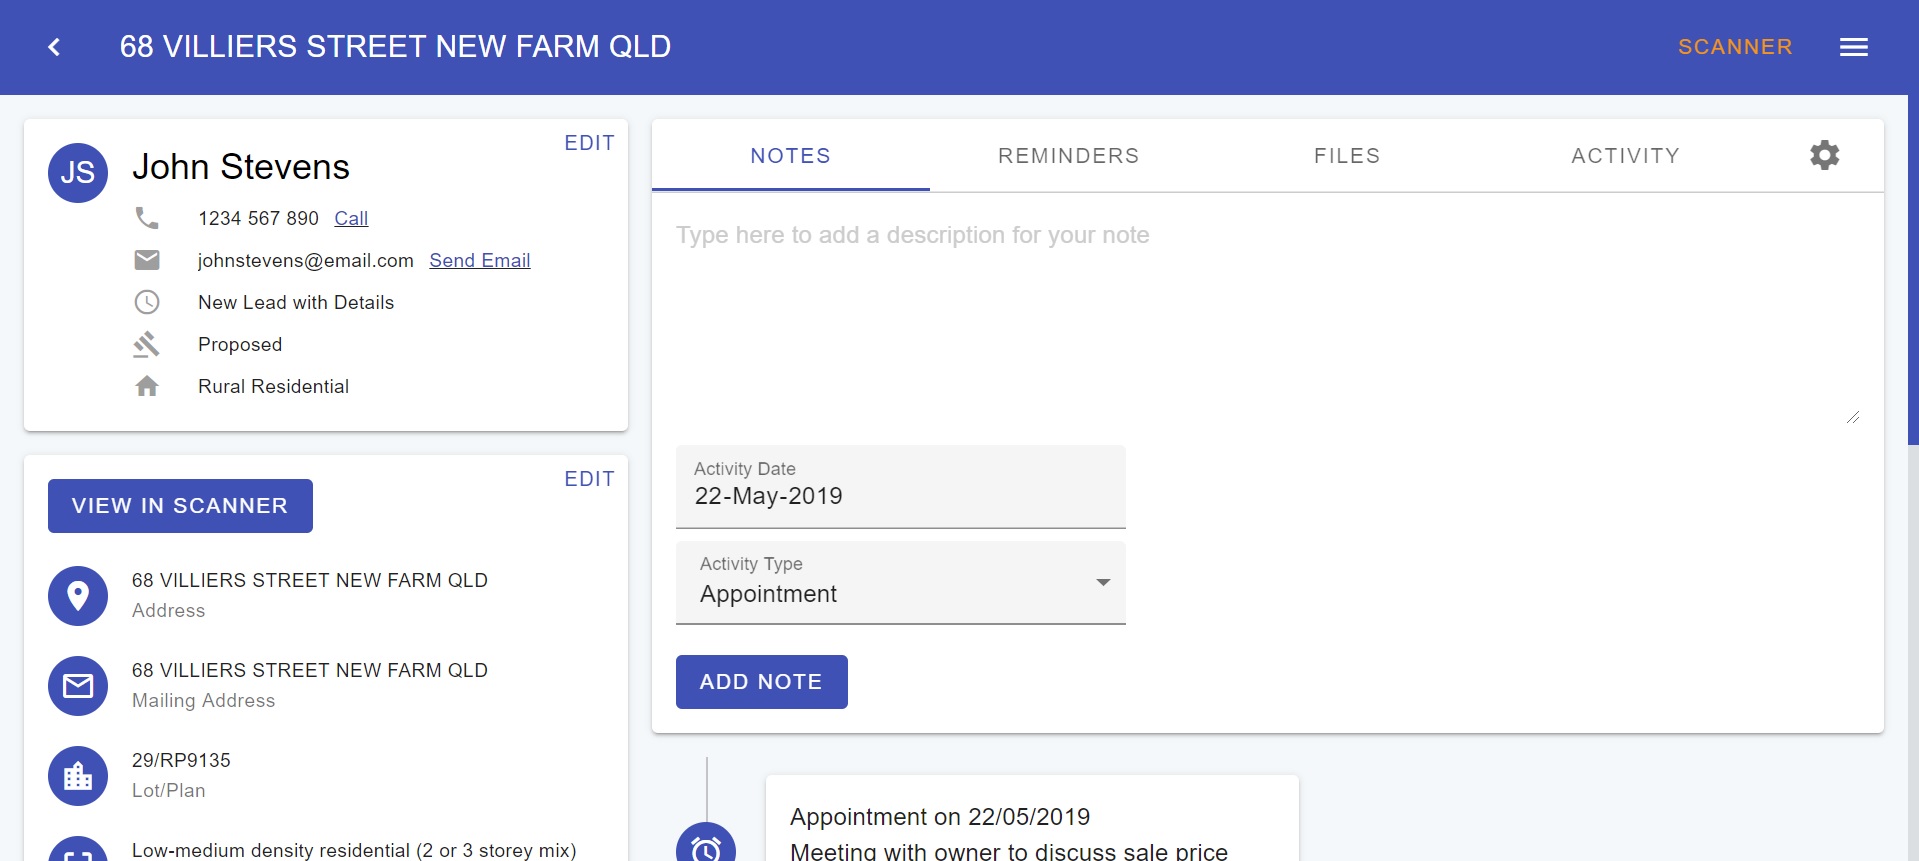 68 VILLIERS STREET NEW FARM QLD
SCANNER
JS
John Stevens
EDIT
1234 567 890 Call
johnstevens@email.com Send Email
New Lead with Details
Proposed
Rural Residential
EDIT
VIEW IN SCANNER
68 VILLIERS STREET NEW FARM QLD
Address
68 VILLIERS STREET NEW FARM QLD
Mailing Address
29/RP9135
Lot/Plan
Low-medium density residential (2 or 3 storey mix)
NOTES REMINDERS FILES ACTIVITY
Type here to add a description for your note
Activity Date
22-May-2019
Activity Type
Appointment
ADD NOTE
Appointment on 22/05/2019
Meeting with owner to discuss sale price